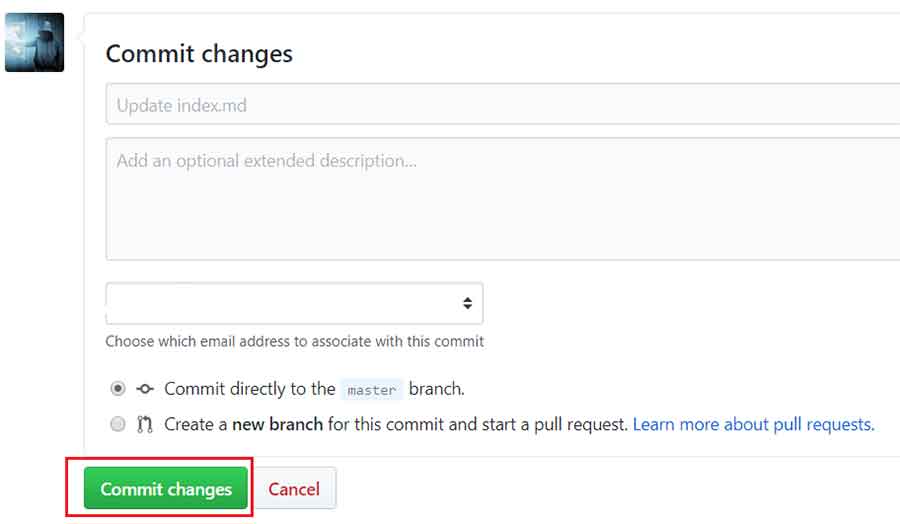 Commit changes
Update index.md
Add an optional extended description...
Choose which email address to associate with this commit
Commit directly to the master branch.
Create a new branch for this commit and start a pull request. Learn more about pull requests.
Commit changes Cancel